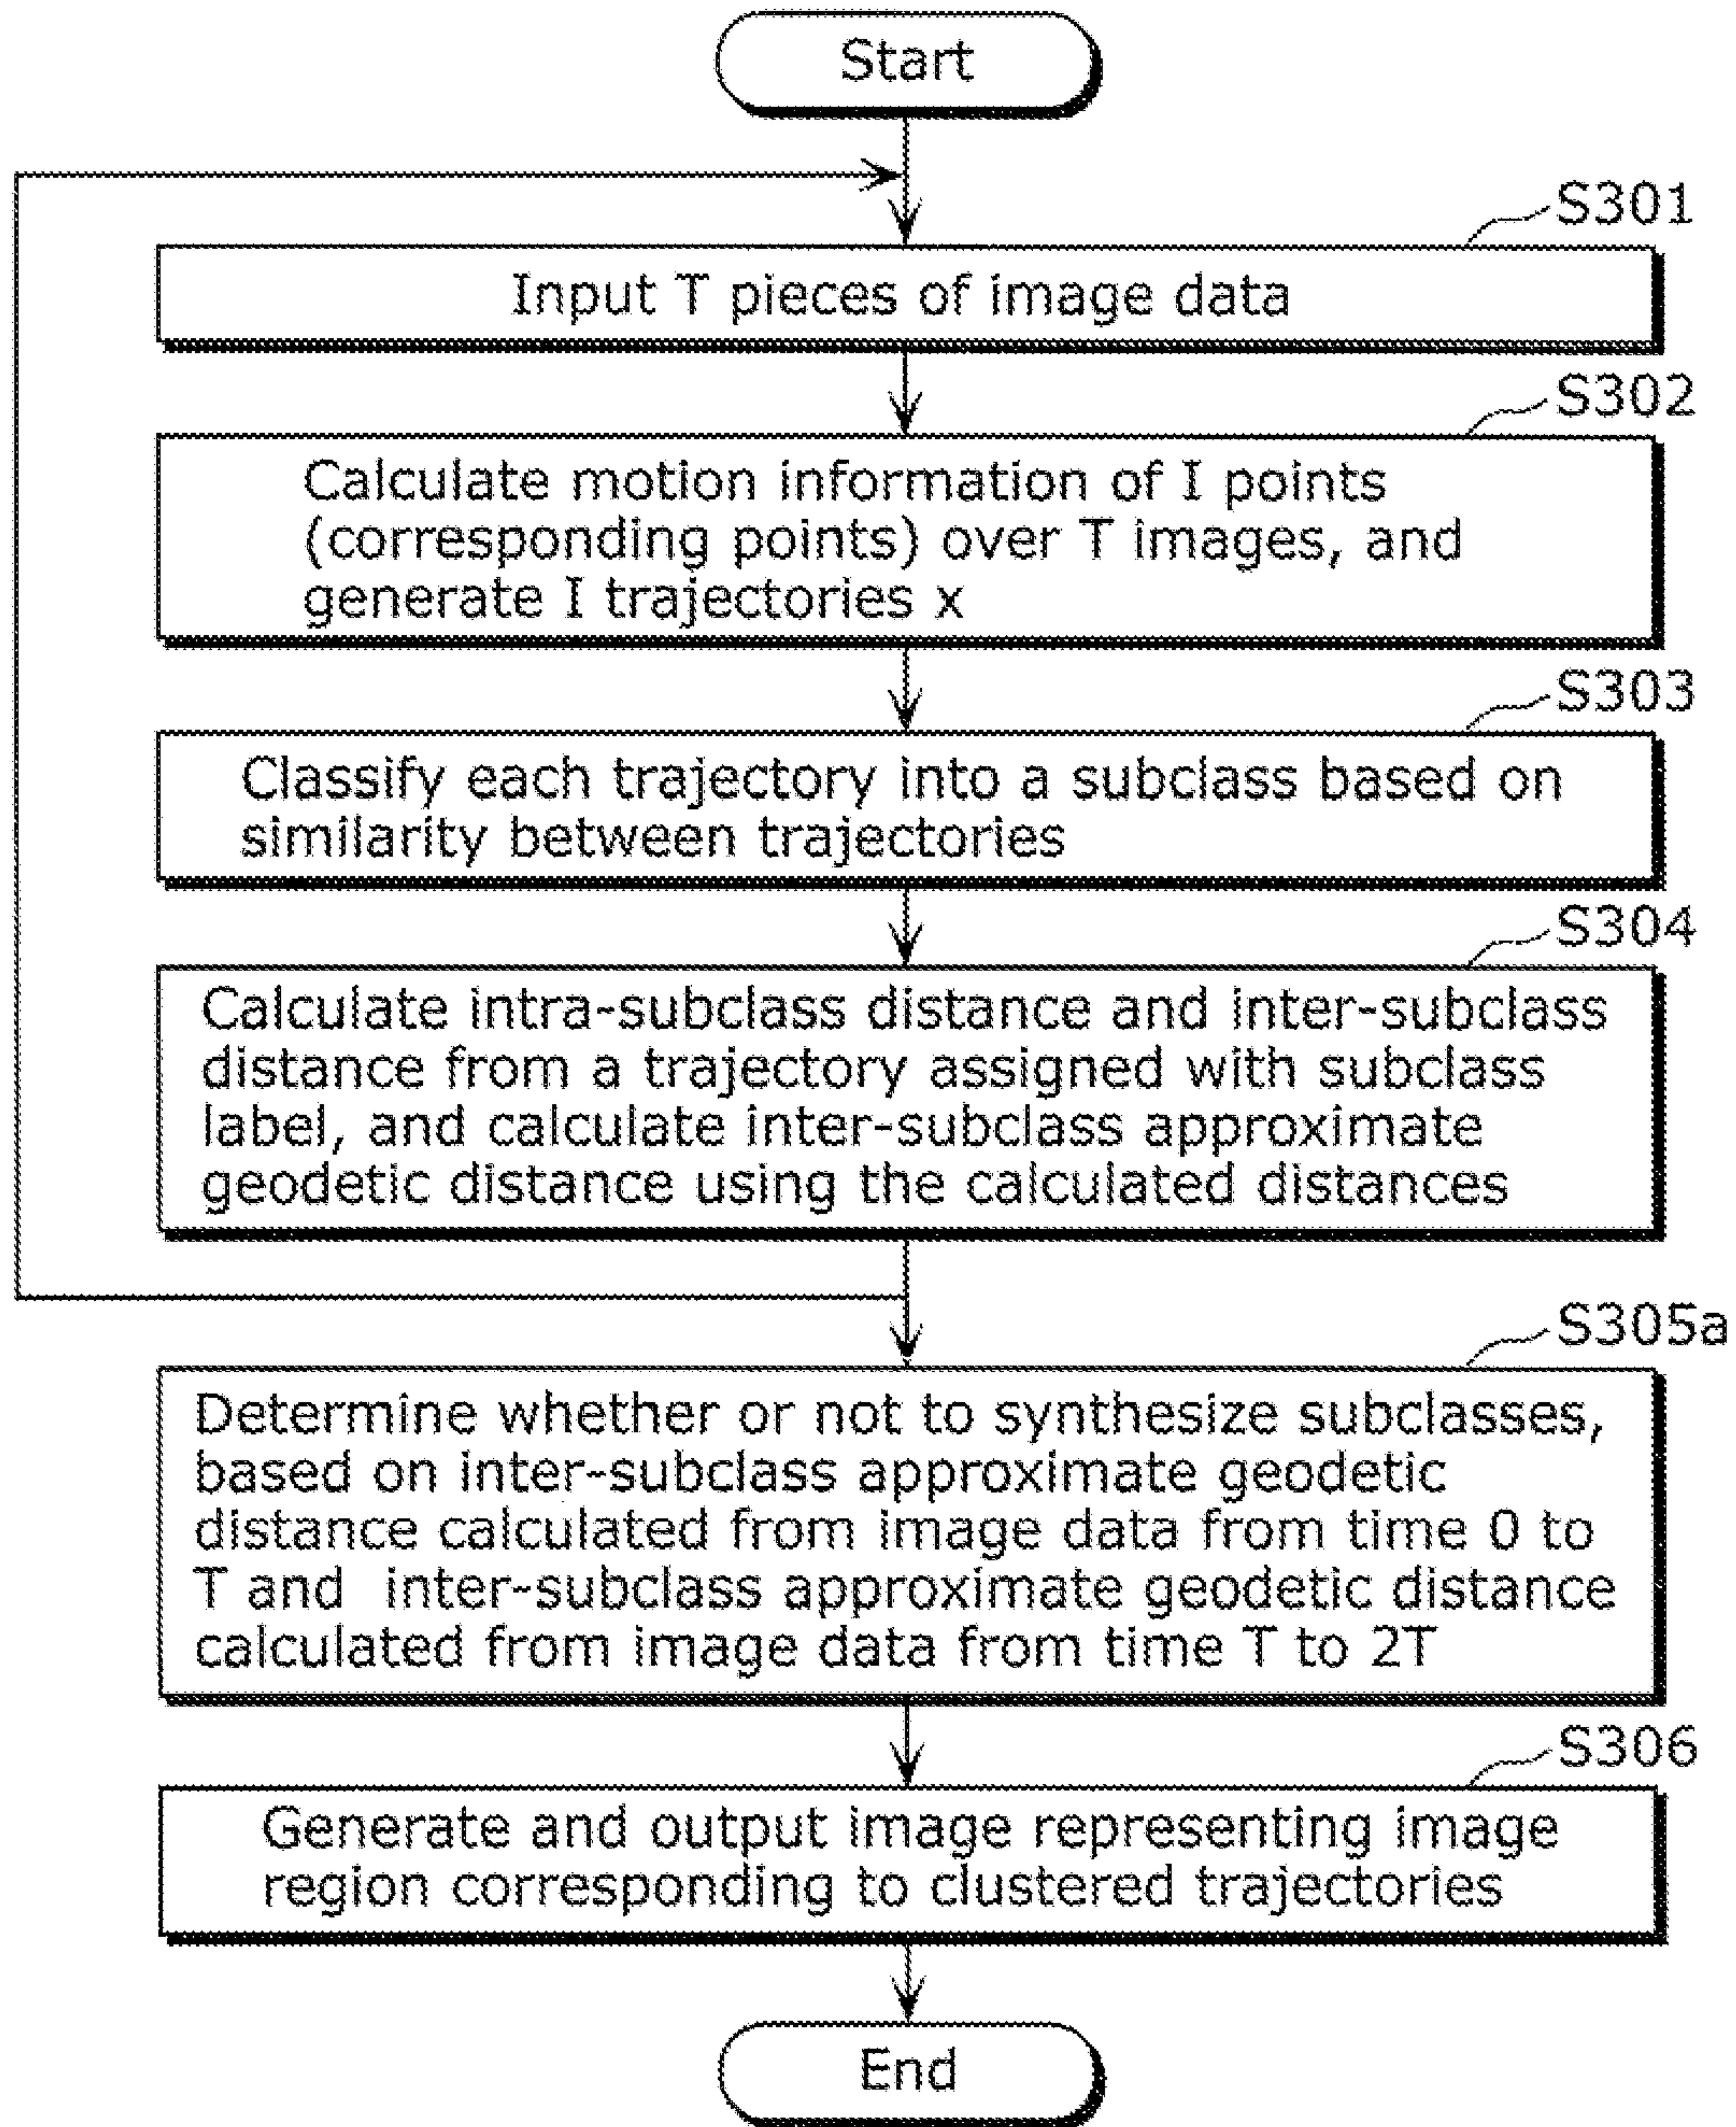 Start
S301
Input T pieces of image data
S302
Calculate motion information of I points
(corresponding points) over T images, and
generate I trajectories x
S303
Classify each trajectory into a subclass based on
similarity between trajectories
S304
Calculate intra-subclass distance and inter-subclass
distance from a trajectory assigned with subclass
label, and calculate inter-subclass approximate
geodetic distance using the calculated distances
S305a
Determine whether or not to synthesize subclasses,
based on inter-subclass approximate geodetic
distance calculated from image data from time 0 to
T and inter-subclass approximate geodetic distance
calculated from image data from time T to 2T
S306
Generate and output image representing image
region corresponding to clustered trajectories
End